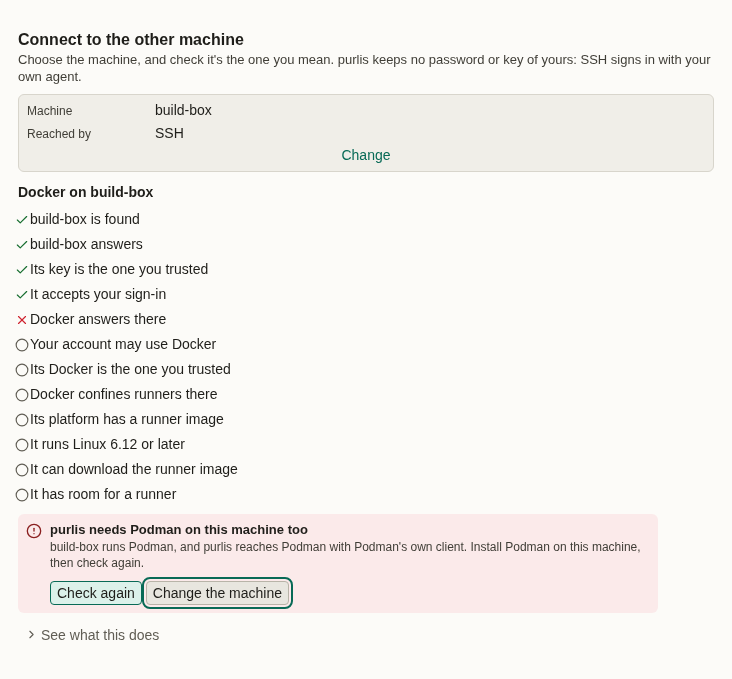 Connect to the other machine
Choose the machine, and check it's the one you mean. purlis keeps no password or key of yours: SSH signs in with your
own agent.
Machine build-box
Reached by SSH
Change
Docker on build-box
build-box is found
build-box answers
Its key is the one you trusted
It accepts your sign-in
Docker answers there
Your account may use Docker
Its Docker is the one you trusted
Docker confines runners there
Its platform has a runner image
It runs Linux 6.12 or later
It can download the runner image
It has room for a runner
purlis needs Podman on this machine too
build-box runs Podman, and purlis reaches Podman with Podman's own client. Install Podman on this machine,
then check again.
Check again Change the machine
See what this does